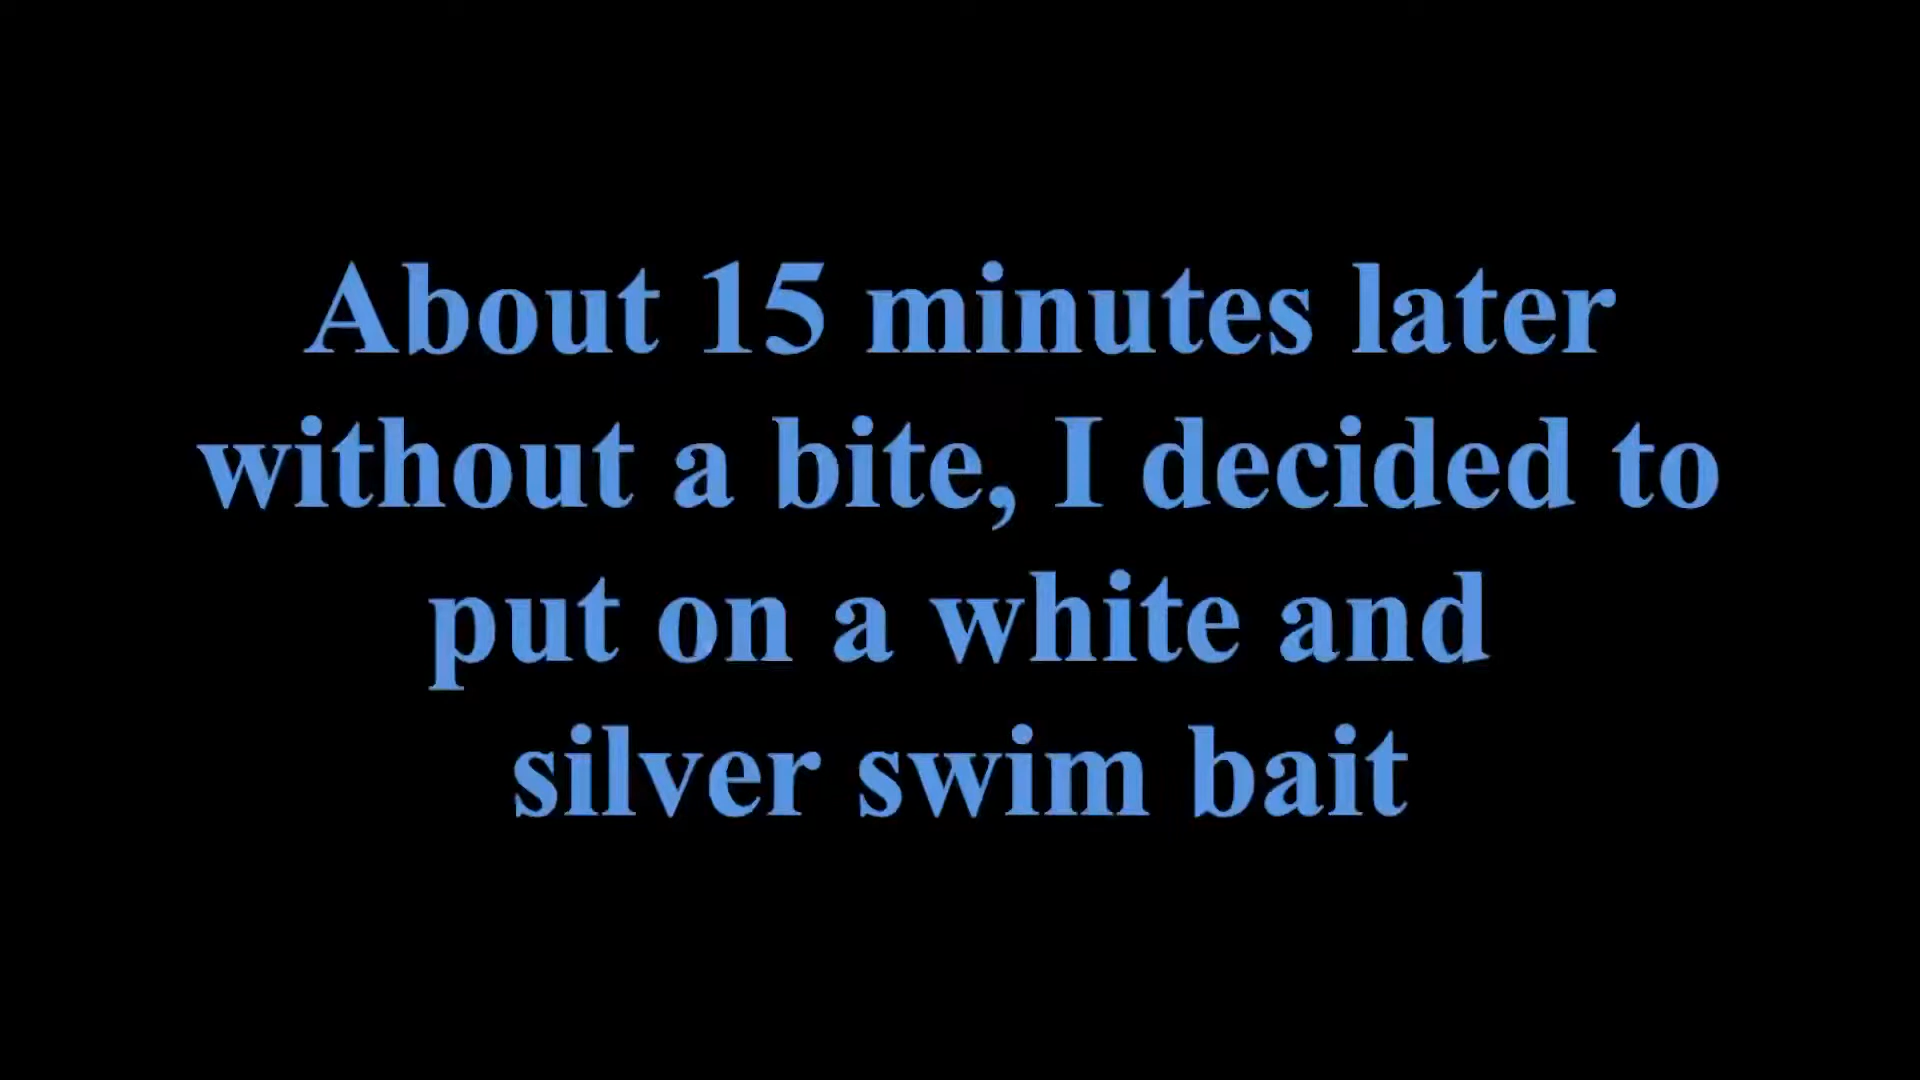 About 15 minutes later
without a bite, I decided to
put on a white and
silver swim bait